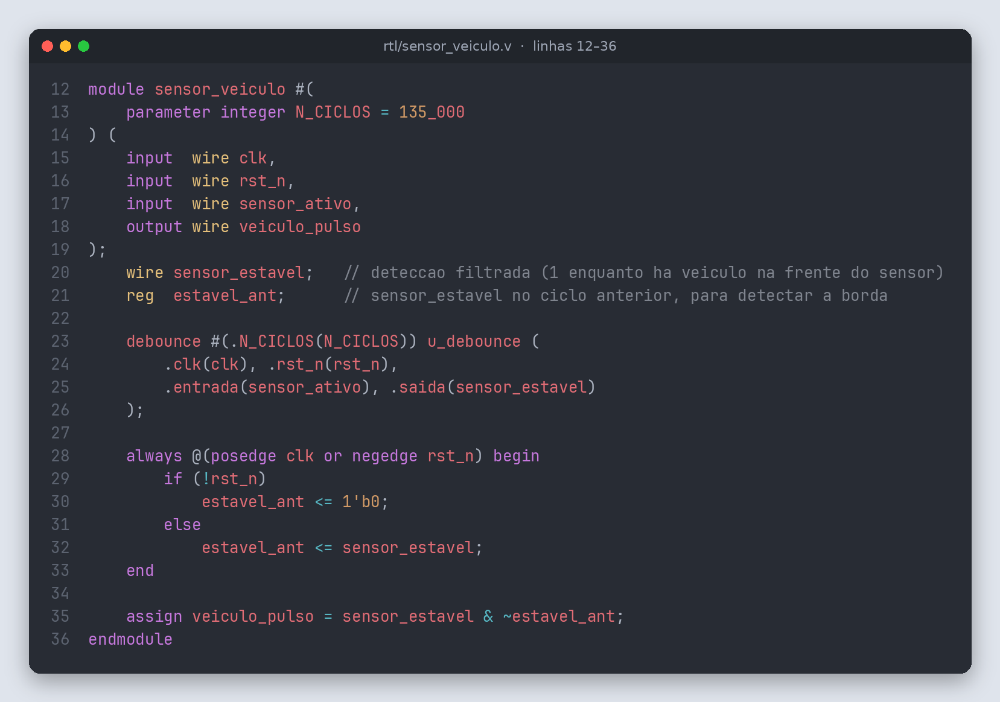 rtl/sensor_veiculo.v · linhas 12–36
12 module sensor_veiculo #(
13     parameter integer N_CICLOS = 135_000
14 ) (
15     input  wire clk,
16     input  wire rst_n,
17     input  wire sensor_ativo,
18     output wire veiculo_pulso
19 );
20     wire sensor_estavel;   // deteccao filtrada (1 enquanto ha veiculo na frente do sensor)
21     reg  estavel_ant;      // sensor_estavel no ciclo anterior, para detectar a borda
22
23     debounce #(.N_CICLOS(N_CICLOS)) u_debounce (
24         .clk(clk), .rst_n(rst_n),
25         .entrada(sensor_ativo), .saida(sensor_estavel)
26     );
27
28     always @(posedge clk or negedge rst_n) begin
29         if (!rst_n)
30             estavel_ant <= 1'b0;
31         else
32             estavel_ant <= sensor_estavel;
33     end
34
35     assign veiculo_pulso = sensor_estavel & ~estavel_ant;
36 endmodule